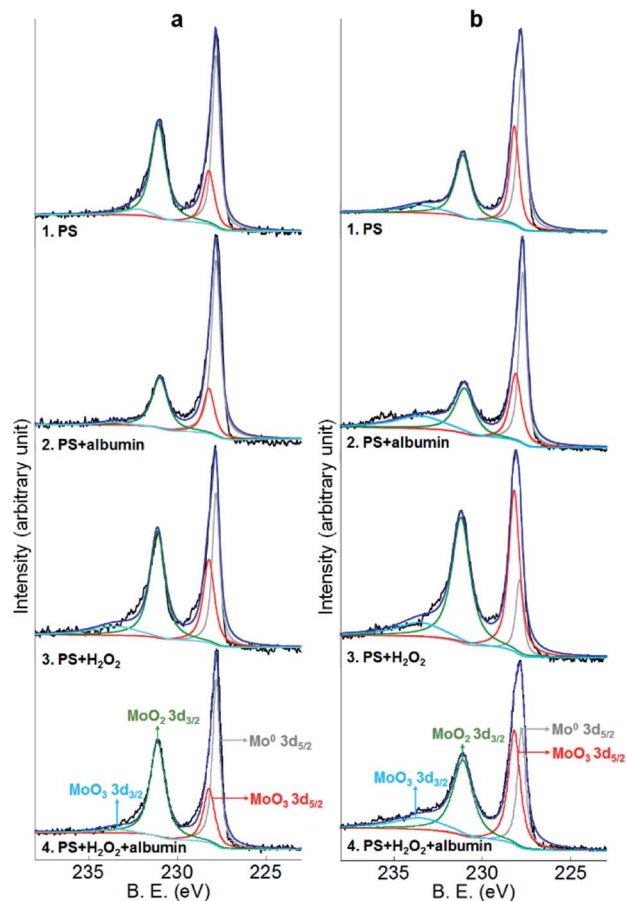 a
b
Intensity (arbitrary unit)
Intensity (arbitrary unit)
1. PS
1. PS
2. PS+albumin
2. PS+albumin
3. PS+H₂O₂
3. PS+H₂O₂
MoO₂ 3d₃/₂
Mo⁰ 3d₅/₂
MoO₃ 3d₃/₂
MoO₃ 3d₅/₂
4. PS+H₂O₂+albumin
MoO₂ 3d₃/₂
Mo⁰ 3d₅/₂
MoO₃ 3d₅/₂
MoO₃ 3d₃/₂
4. PS+H₂O₂+albumin
235 230 225
235 230 225
B. E. (eV)
B. E. (eV)